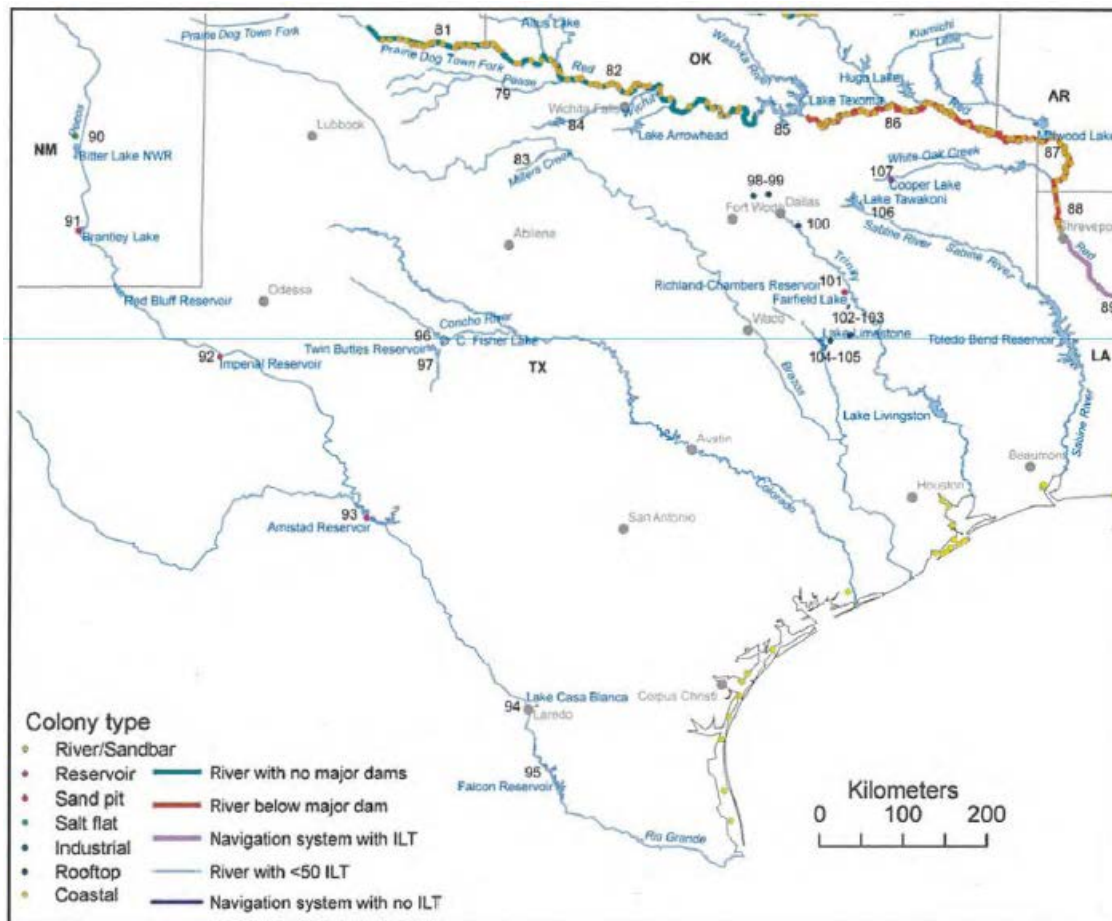 Altus Lake
81
Prairie Dog Town Fork
Prairie Dog Town Fork
Red
82
OK
Washita River
Kiamichi
Little
Hugo Lake
Pease
79
Wichita Falls
Wichita
Lake Texoma
Red
AR
Pecos
90
Lubbock
84
Lake Arrowhead
85
86
Millwood Lake
NM
Bitter Lake NWR
83
Millers Creek
White Oak Creek
87
107
Cooper Lake
98-99
Lake Tawakoni
91
Fort Worth
Dallas
106
88
Brantley Lake
Abilene
100
Sabine River
Sabine River
Shreveport
Red
Trinity
Richland-Chambers Reservoir
101
Red Bluff Reservoir
Odessa
Fairfield Lake
89
Concho River
Waco
102-103
96
C. Fisher Lake
Lake Limestone
Toledo Bend Reservoir
Twin Buttes Reservoir
92
Imperial Reservoir
97
TX
104-105
LA
Brazos
Lake Livingston
Sabine River
Austin
Beaumont
Colorado
Houston
93
Amistad Reservoir
San Antonio
Lake Casa Blanca
94
Laredo
Corpus Christi
95
Falcon Reservoir
Rio Grande
Colony type
River/Sandbar
Reservoir
Sand pit
Salt flat
Industrial
Rooftop
Coastal
River with no major dams
River below major dam
Navigation system with ILT
River with <50 ILT
Navigation system with no ILT
Kilometers
0 100 200